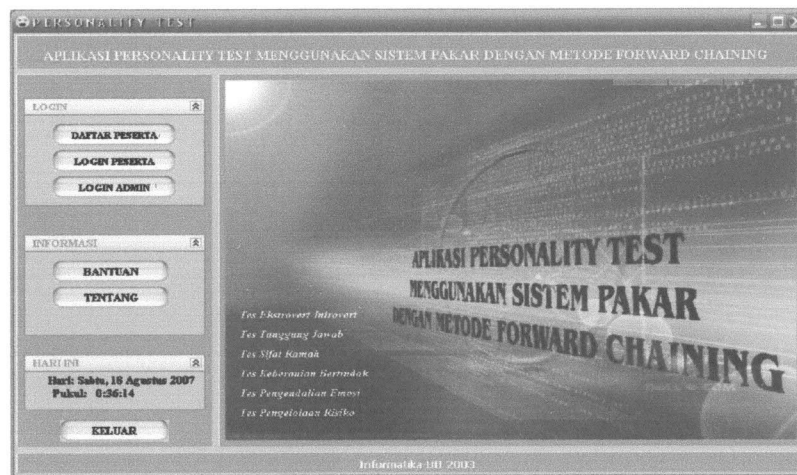 PERSONALITY TEST
APLIKASI PERSONALITY TEST MENGGUNAKAN SISTEM PAKAR DENGAN METODE FORWARD CHAINING
LOGIN
DAFTAR PESERTA
LOGIN PESERTA
LOGIN ADMIN
INFORMASI
BANTUAN
TENTANG
HARI INI
Hari: Sabtu, 18 Agustus 2007
Pukul: 0:36:14
KELUAR
APLIKASI PERSONALITY TEST
MENGGUNAKAN SISTEM PAKAR
DENGAN METODE FORWARD CHAINING
Tes Ekstrovert Introvert
Tes Tanggung Jawab
Tes Sifat Ramah
Tes Keberanian Bertindak
Tes Pengendalian Emosi
Tes Pengelolaan Risiko
Informatika 2003